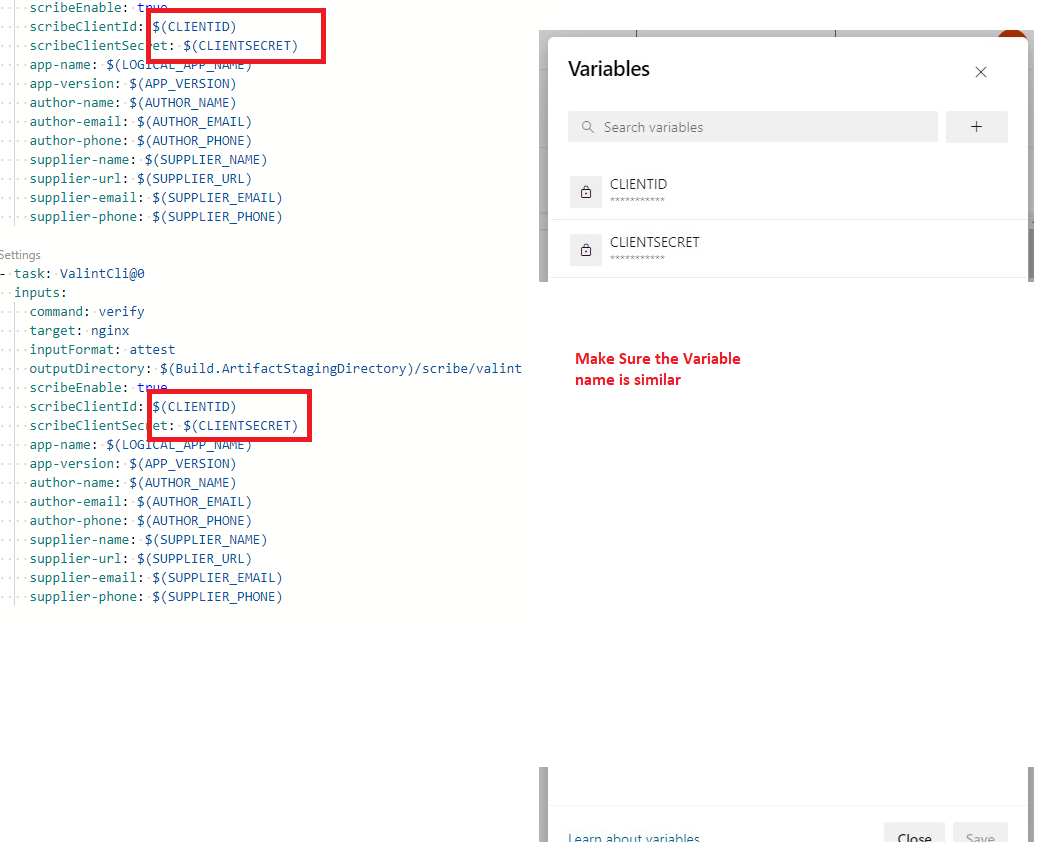 scribeEnable: true
scribeClientId: $(CLIENTID)
scribeClientSecret: $(CLIENTSECRET)
app-name: $(LOGICAL_APP_NAME)
app-version: $(APP_VERSION)
author-name: $(AUTHOR_NAME)
author-email: $(AUTHOR_EMAIL)
author-phone: $(AUTHOR_PHONE)
supplier-name: $(SUPPLIER_NAME)
supplier-url: $(SUPPLIER_URL)
supplier-email: $(SUPPLIER_EMAIL)
supplier-phone: $(SUPPLIER_PHONE)
Settings
- task: ValintCli@0
inputs:
command: verify
target: nginx
inputFormat: attest
outputDirectory: $(Build.ArtifactStagingDirectory)/scribe/valint
scribeEnable: true
scribeClientId: $(CLIENTID)
scribeClientSecret: $(CLIENTSECRET)
app-name: $(LOGICAL_APP_NAME)
app-version: $(APP_VERSION)
author-name: $(AUTHOR_NAME)
author-email: $(AUTHOR_EMAIL)
author-phone: $(AUTHOR_PHONE)
supplier-name: $(SUPPLIER_NAME)
supplier-url: $(SUPPLIER_URL)
supplier-email: $(SUPPLIER_EMAIL)
supplier-phone: $(SUPPLIER_PHONE)
Variables
Search variables
CLIENTID
***********
CLIENTSECRET
***********
Make Sure the Variable
name is similar
Learn about variables
Close
Save